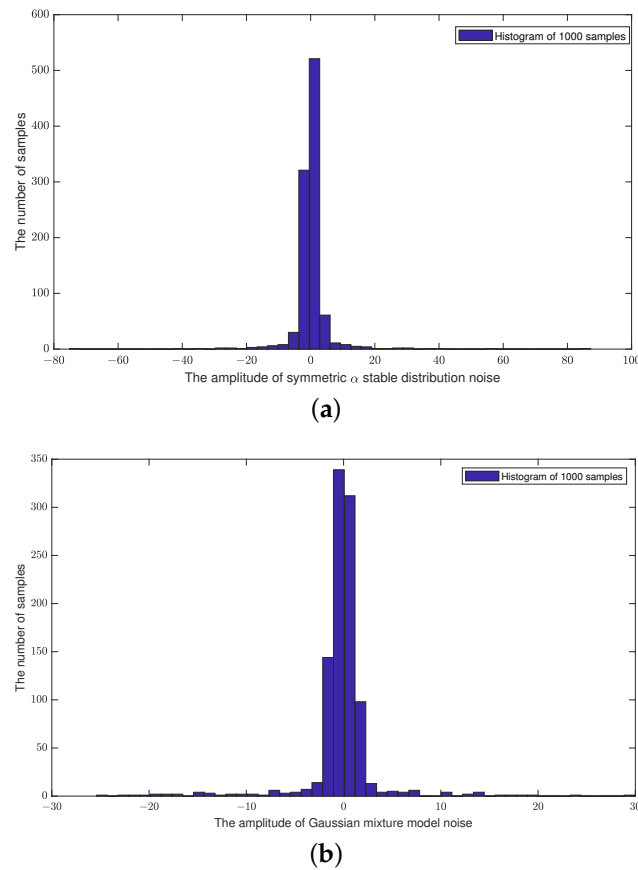 600
500
400
300
200
100
0
The number of samples
Histogram of 1000 samples
−80 −60 −40 −20 0 20 40 60 80 100
The amplitude of symmetric α stable distribution noise
(a)
350
300
250
200
150
100
50
0
The number of samples
Histogram of 1000 samples
−30 −20 −10 0 10 20 30
The amplitude of Gaussian mixture model noise
(b)